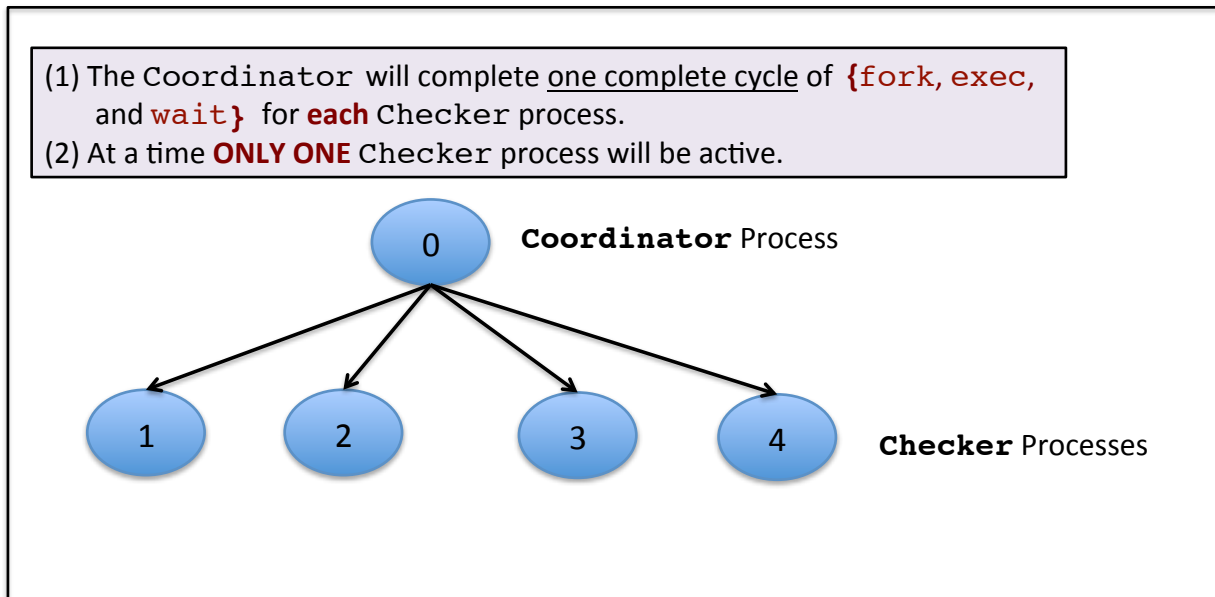 (1) The Coordinator will complete one complete cycle of {fork, exec,
and wait} for each Checker process.
(2) At a time ONLY ONE Checker process will be active.
0
Coordinator Process
1
2
3
4
Checker Processes